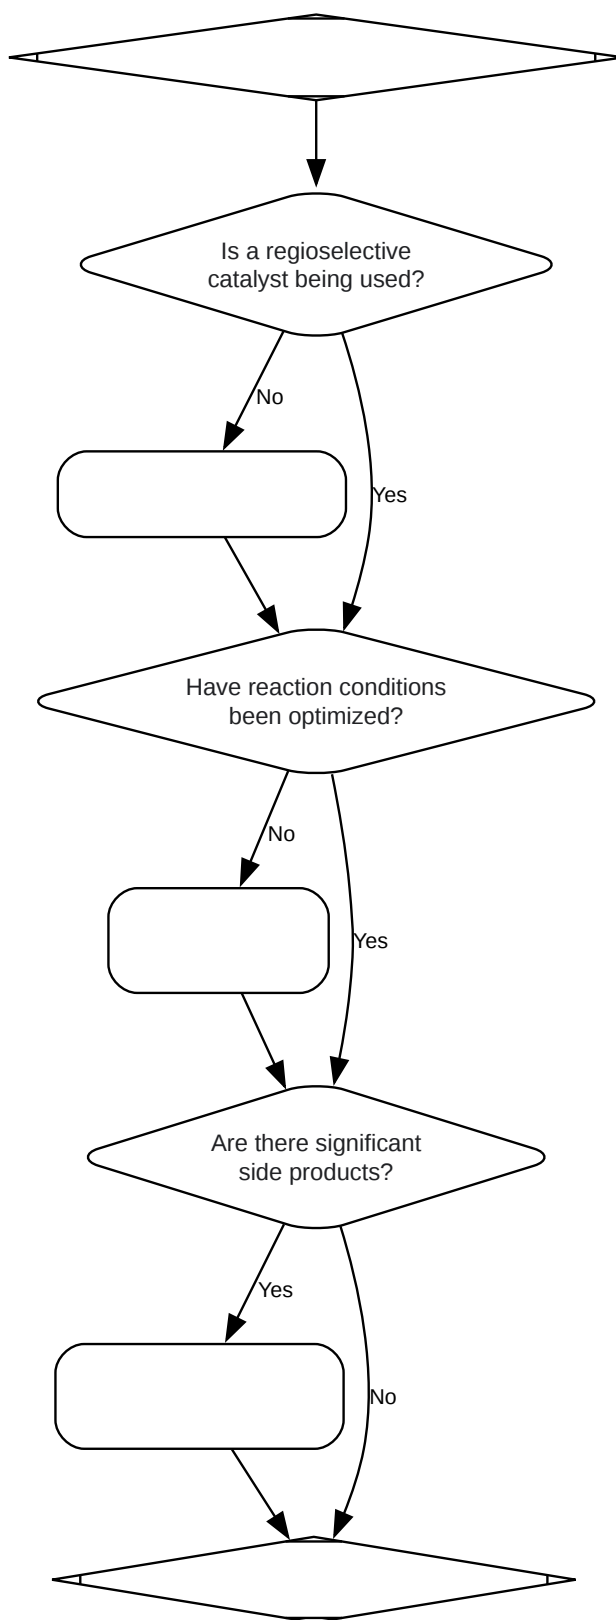 Is a regioselective
catalyst being used?
No
Yes
Have reaction conditions
been optimized?
No
Yes
Are there significant
side products?
Yes
No